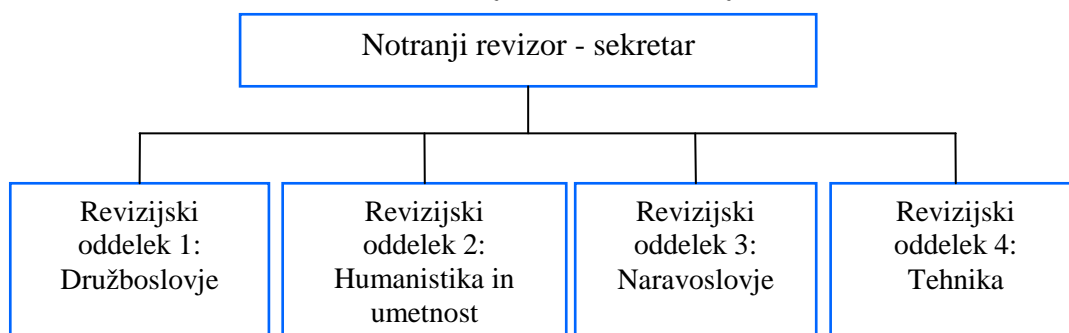 Notranji revizor - sekretar
Revizijski
oddelek 1:
Družboslovje
Revizijski
oddelek 2:
Humanistika in
umetnost
Revizijski
oddelek 3:
Naravoslovje
Revizijski
oddelek 4:
Tehnika